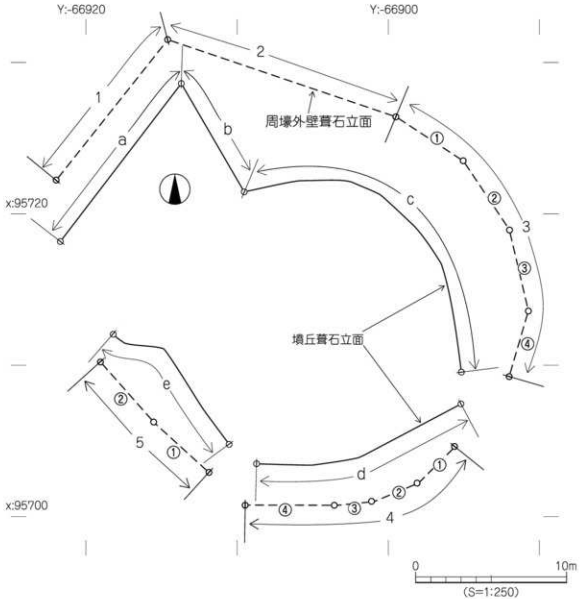 Y:-66920
Y:-66900
2
1
a
b
周壕外壁葺石立面
①
x:95720
c
②
3
③
墳丘葺石立面
④
e
②
5
①
d
①
②
③
④
4
x:95700
0
10m
(S=1:250)